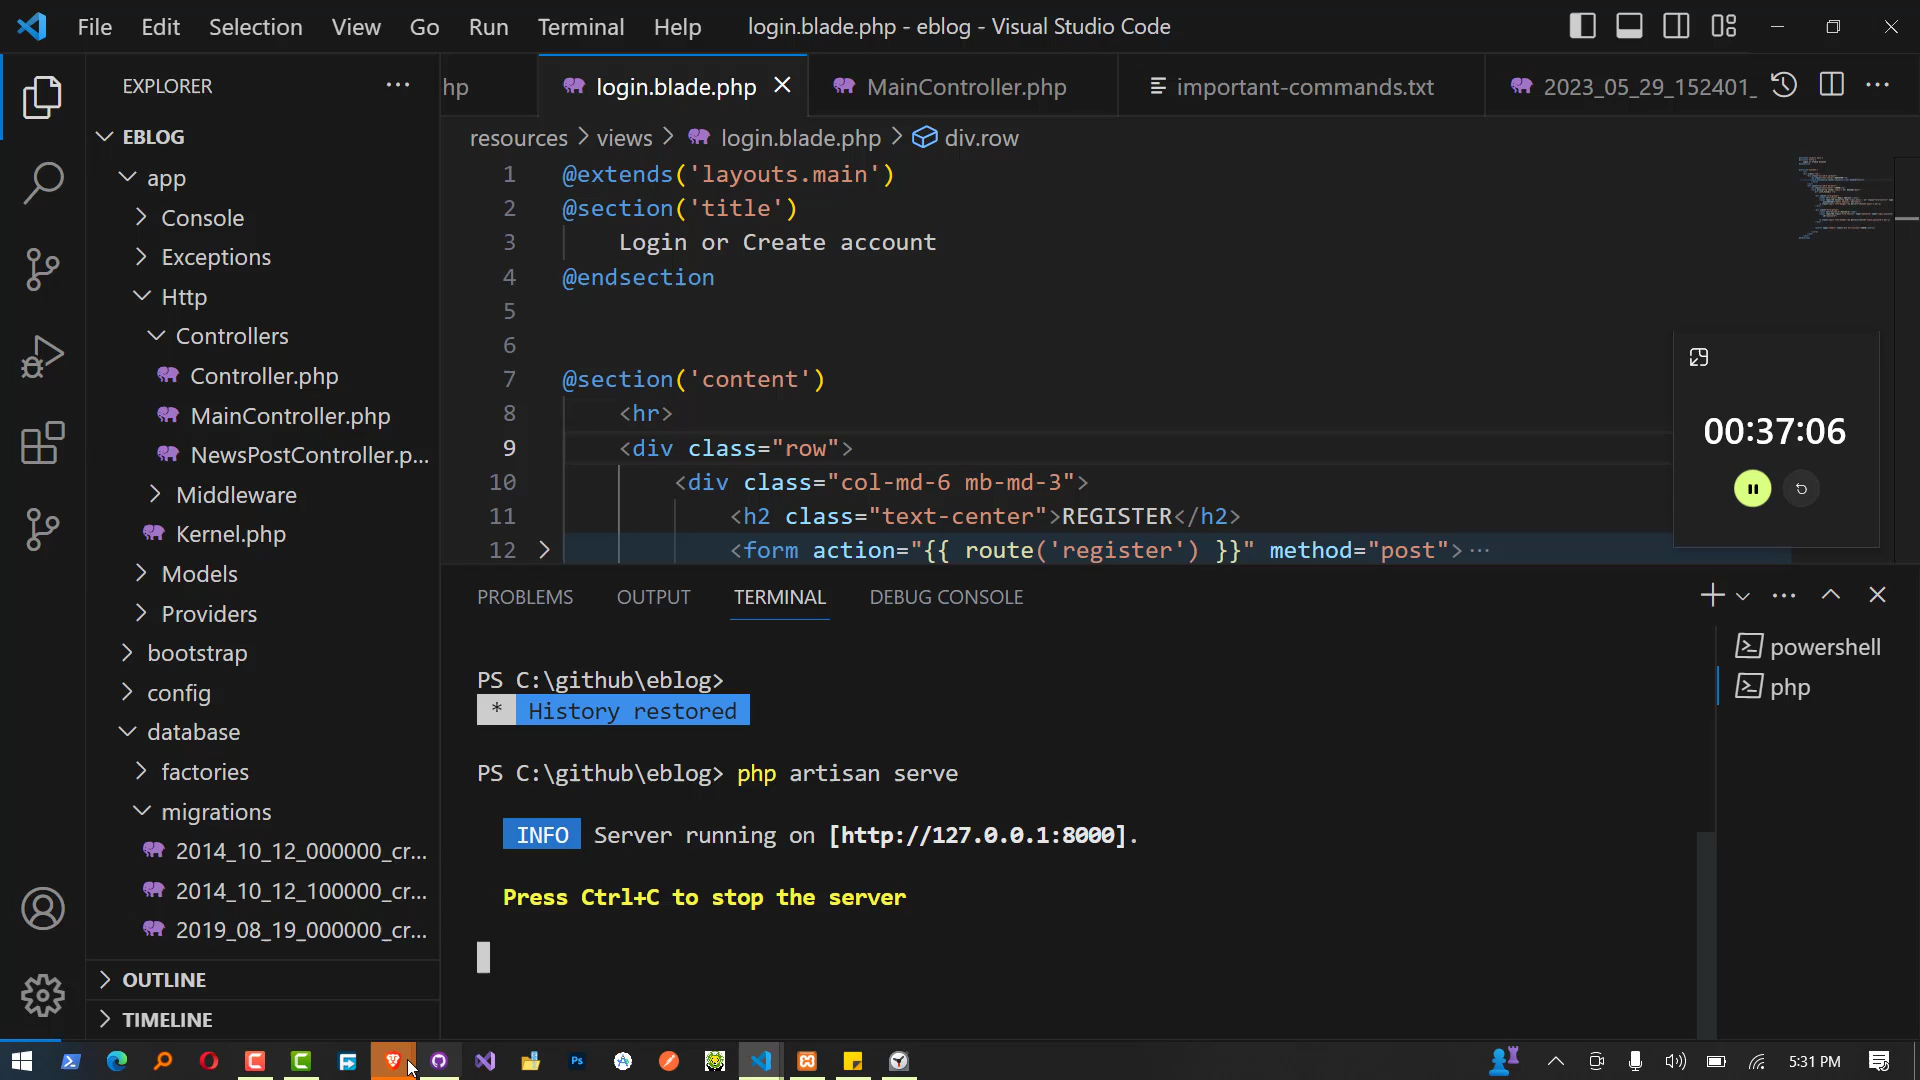 File Edit Selection View Go Run Terminal Help
login.blade.php - eblog - Visual Studio Code
EXPLORER
EBLOG
app
Console
Exceptions
Http
Controllers
Controller.php
MainController.php
NewsPostController.p...
Middleware
Kernel.php
Models
Providers
bootstrap
config
database
factories
migrations
2014_10_12_000000_cr...
2014_10_12_100000_cr...
2019_08_19_000000_cr...
OUTLINE
TIMELINE
hp
login.blade.php
MainController.php
important-commands.txt
2023_05_29_152401_
resources > views > login.blade.php > div.row
1 @extends('layouts.main')
2 @section('title')
3 Login or Create account
4 @endsection
5
6
7 @section('content')
8 <hr>
9 <div class="row">
10 <div class="col-md-6 mb-md-3">
11 <h2 class="text-center">REGISTER</h2>
12 <form action="{{ route('register') }}" method="post">···
00:37:06
PROBLEMS OUTPUT TERMINAL DEBUG CONSOLE
powershell
php
PS C:\github\eblog>
* History restored
PS C:\github\eblog> php artisan serve
INFO Server running on [http://127.0.0.1:8000].
Press Ctrl+C to stop the server
Ps
5:31 PM